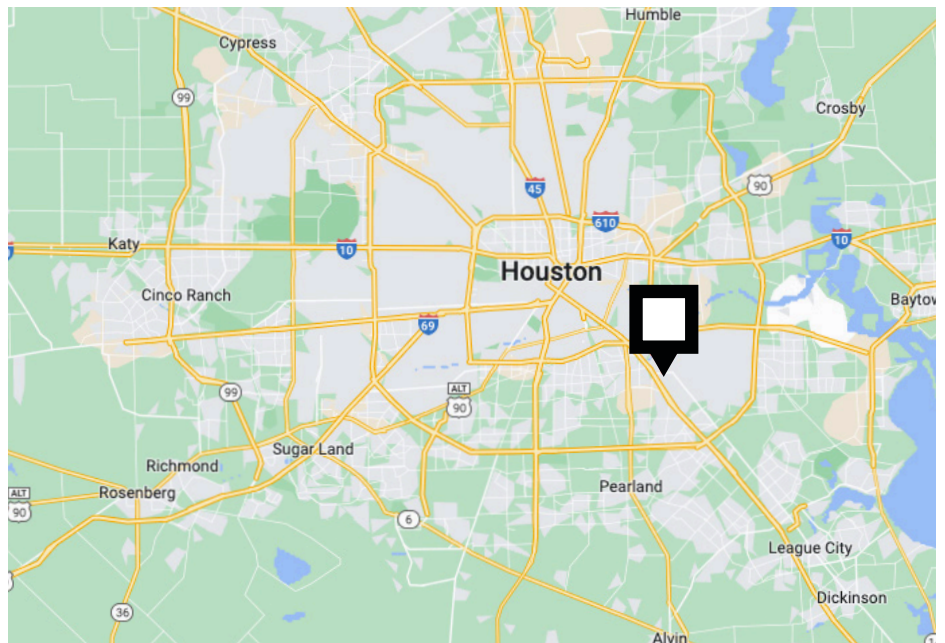 Humble
Cypress
99
Crosby
45
90
610
Katy
10
10
Houston
Cinco Ranch
Baytow
69
ALT
90
99
Sugar Land
Richmond
Pearland
ALT
90
Rosenberg
6
League City
Dickinson
36
Alvin